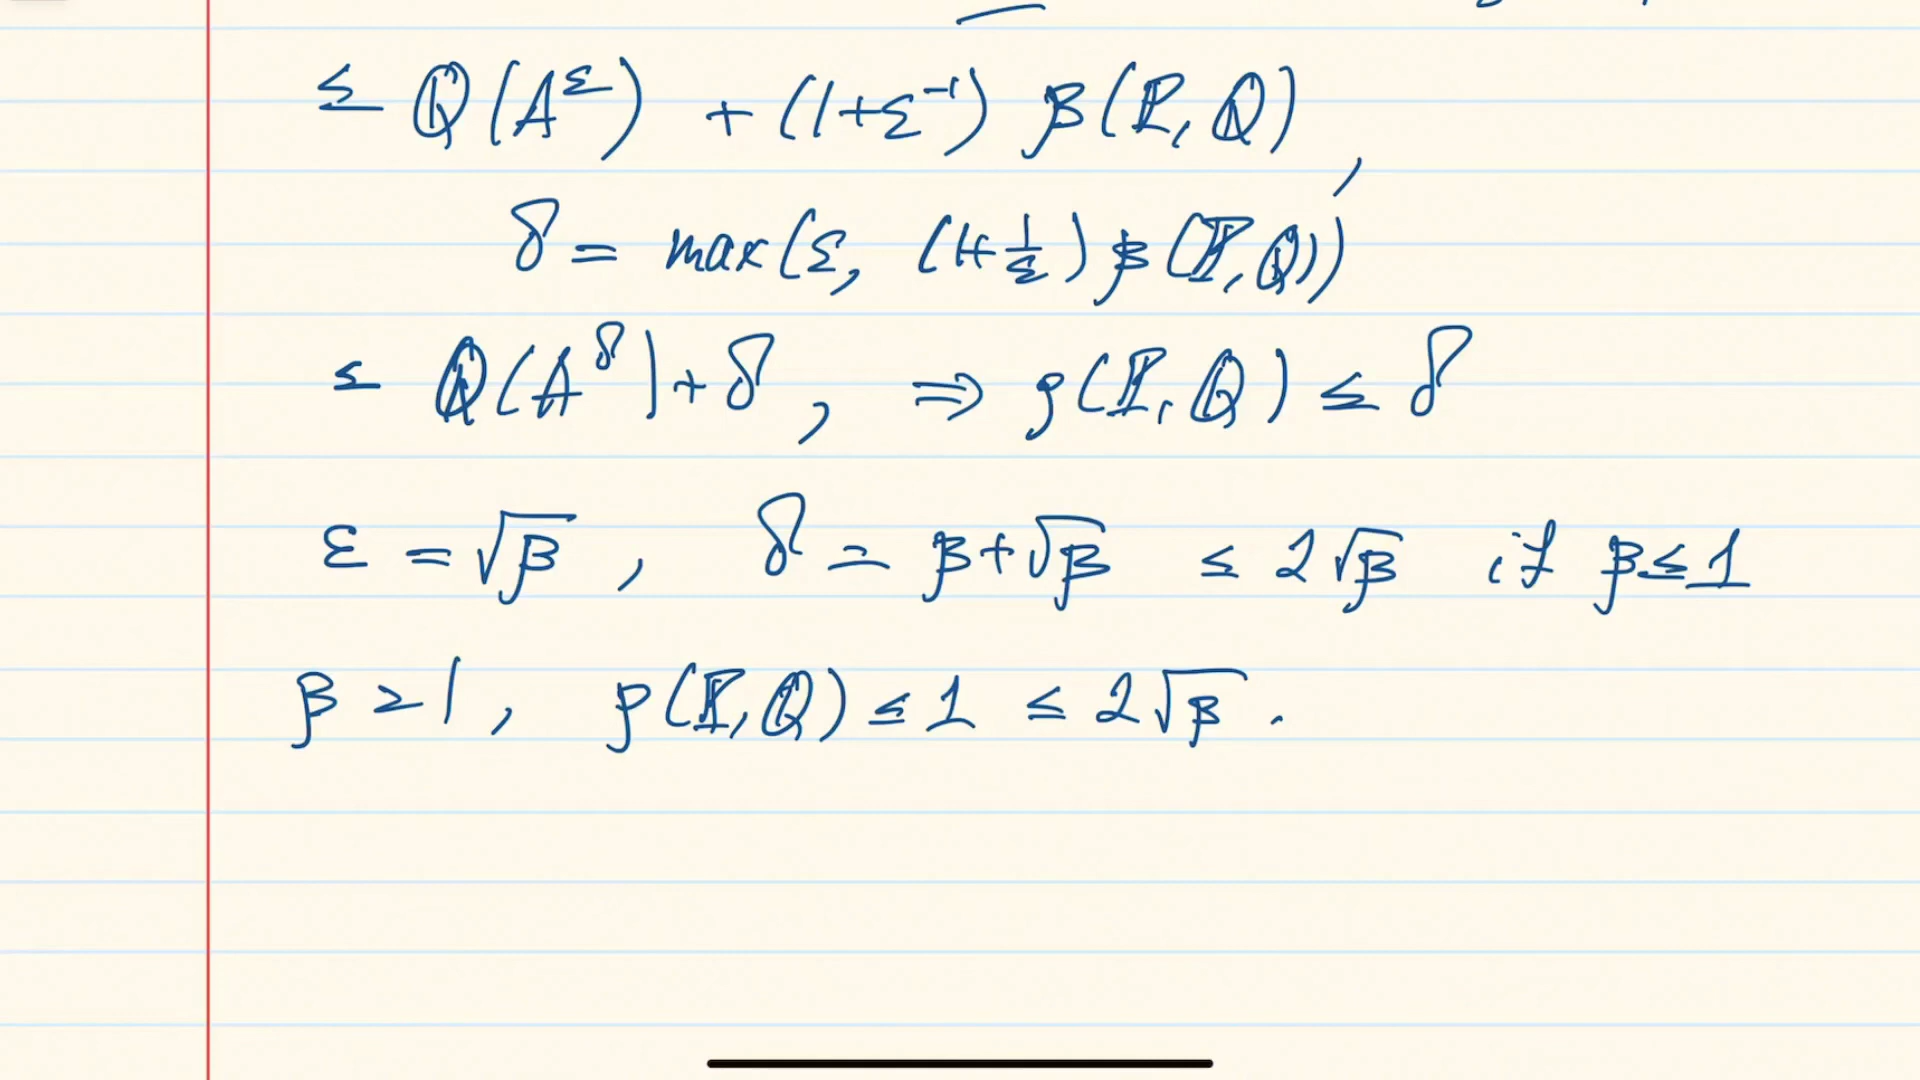 ≤ ℚ(A^ε) + (1+ε⁻¹) β(ℙ, ℚ),
δ = max(ε, (1+1/ε) β(ℙ, ℚ))
≤ ℚ(A^δ) + δ, ⇒ ρ(ℙ, ℚ) ≤ δ
ε = √β, δ = β+√β ≤ 2√β if β ≤ 1
β ≥ 1, ρ(ℙ, ℚ) ≤ 1 ≤ 2√β.